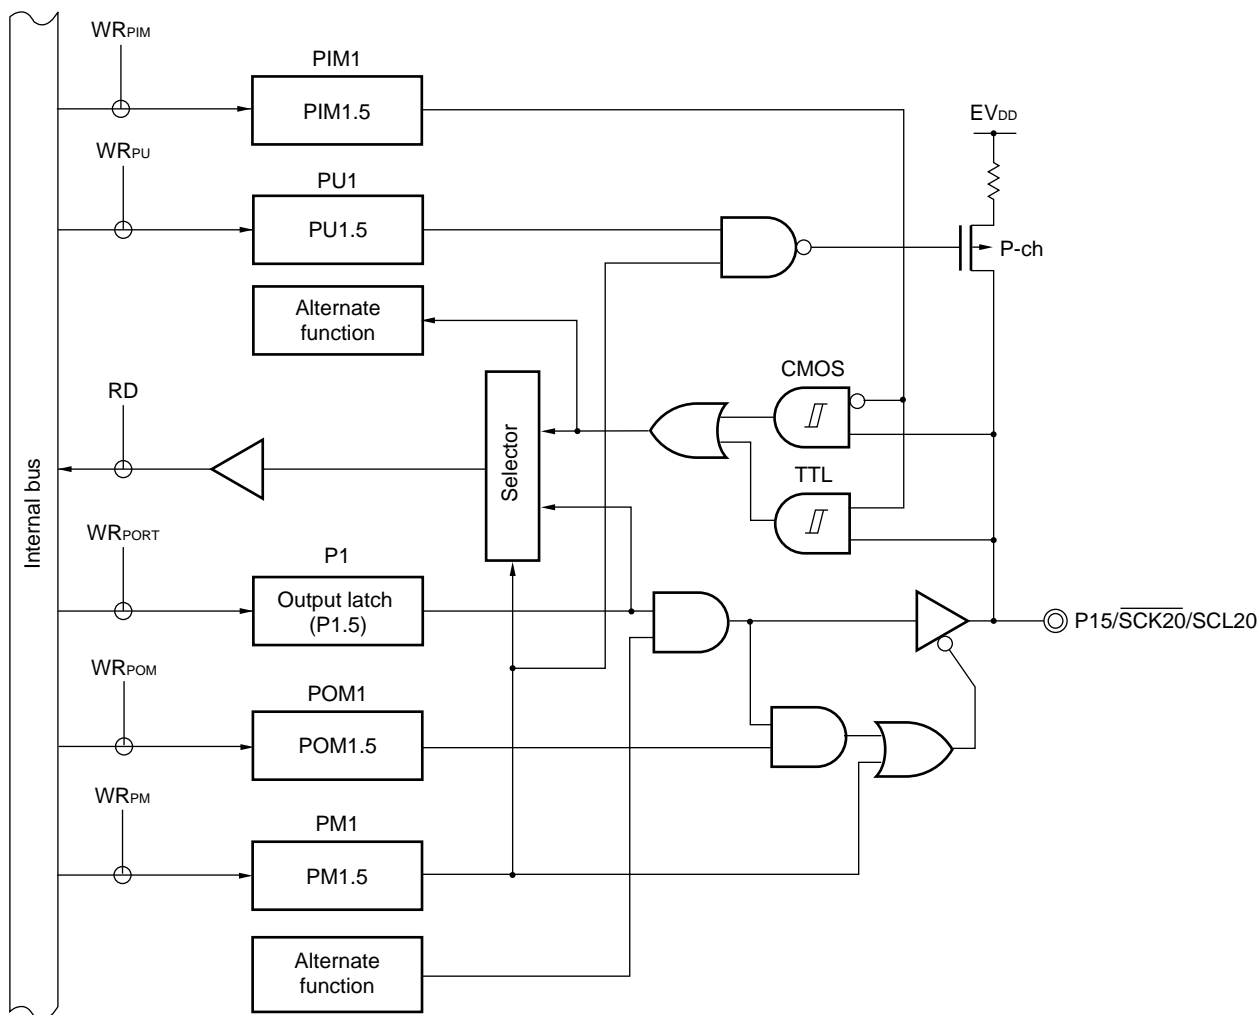 WRPIM
PIM1
PIM1.5
EVDD
WRPU
PU1
PU1.5
P-ch
Alternate
function
CMOS
RD
Selector
TTL
Internal bus
WRPORT
P1
Output latch
(P1.5)
P15/SCK20/SCL20
WRPOM
POM1
POM1.5
WRPM
PM1
PM1.5
Alternate
function